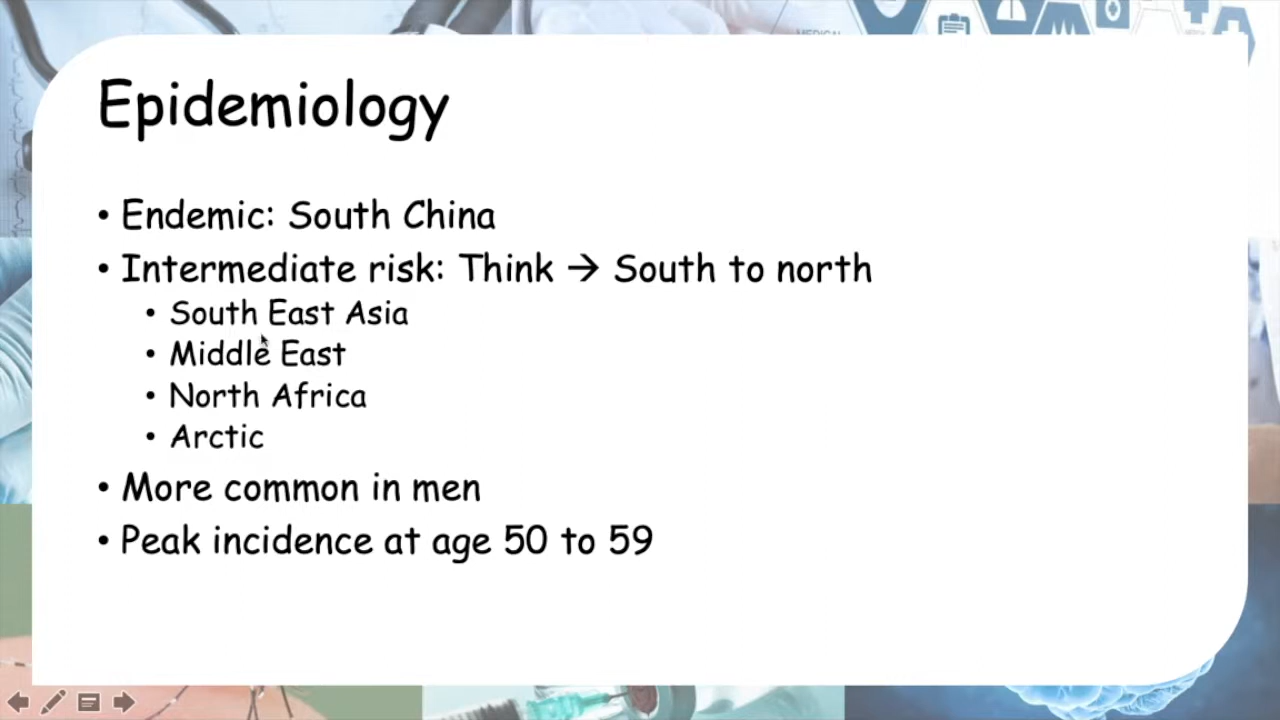 Epidemiology
• Endemic: South China
• Intermediate risk: Think → South to north
• South East Asia
• Middle East
• North Africa
• Arctic
• More common in men
• Peak incidence at age 50 to 59